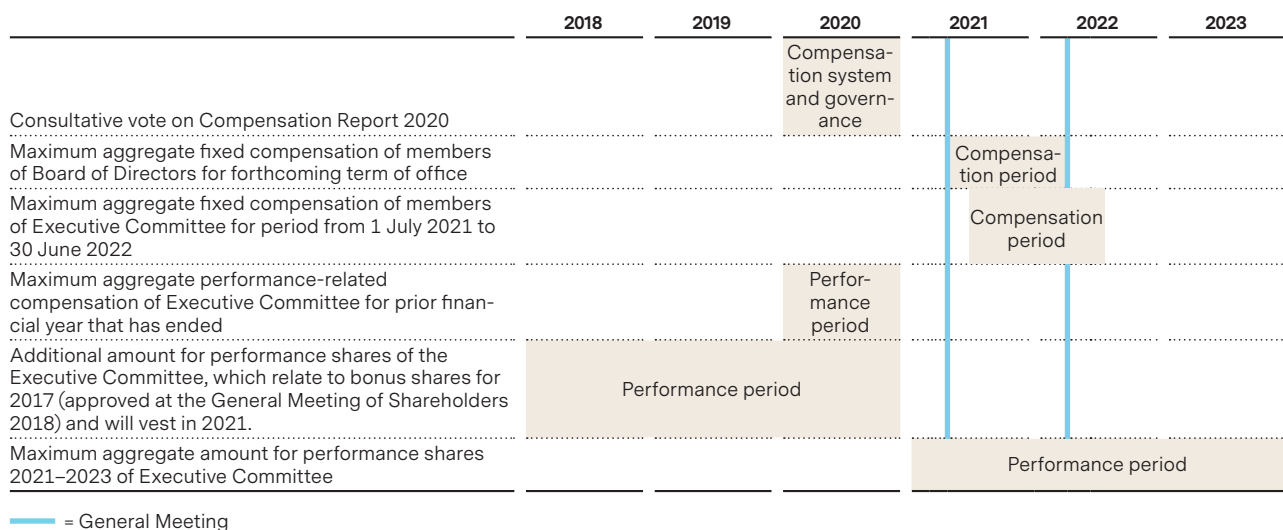 2018 2019 2020 2021 2022 2023
Compensa-
tion system
and govern-
ance
Consultative vote on Compensation Report 2020
Maximum aggregate fixed compensation of members
of Board of Directors for forthcoming term of office
Compensa-
tion period
Maximum aggregate fixed compensation of members
of Executive Committee for period from 1 July 2021 to
30 June 2022
Compensation
period
Maximum aggregate performance-related
compensation of Executive Committee for prior finan-
cial year that has ended
Perfor-
mance
period
Additional amount for performance shares of the
Executive Committee, which relate to bonus shares for
2017 (approved at the General Meeting of Shareholders
2018) and will vest in 2021.
Performance period
Maximum aggregate amount for performance shares
2021–2023 of Executive Committee
Performance period
= General Meeting